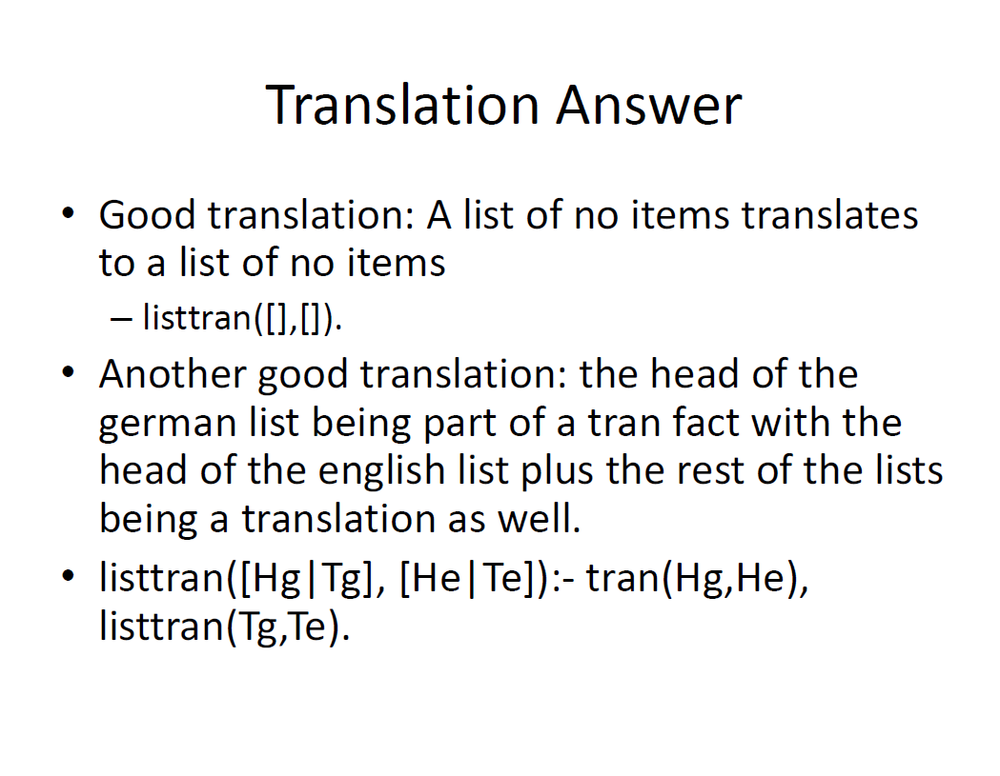 Translation Answer
• Good translation: A list of no items translates
to a list of no items
– listtran([],[]).
• Another good translation: the head of the
german list being part of a tran fact with the
head of the english list plus the rest of the lists
being a translation as well.
• listtran([Hg|Tg], [He|Te]):- tran(Hg,He),
listtran(Tg,Te).